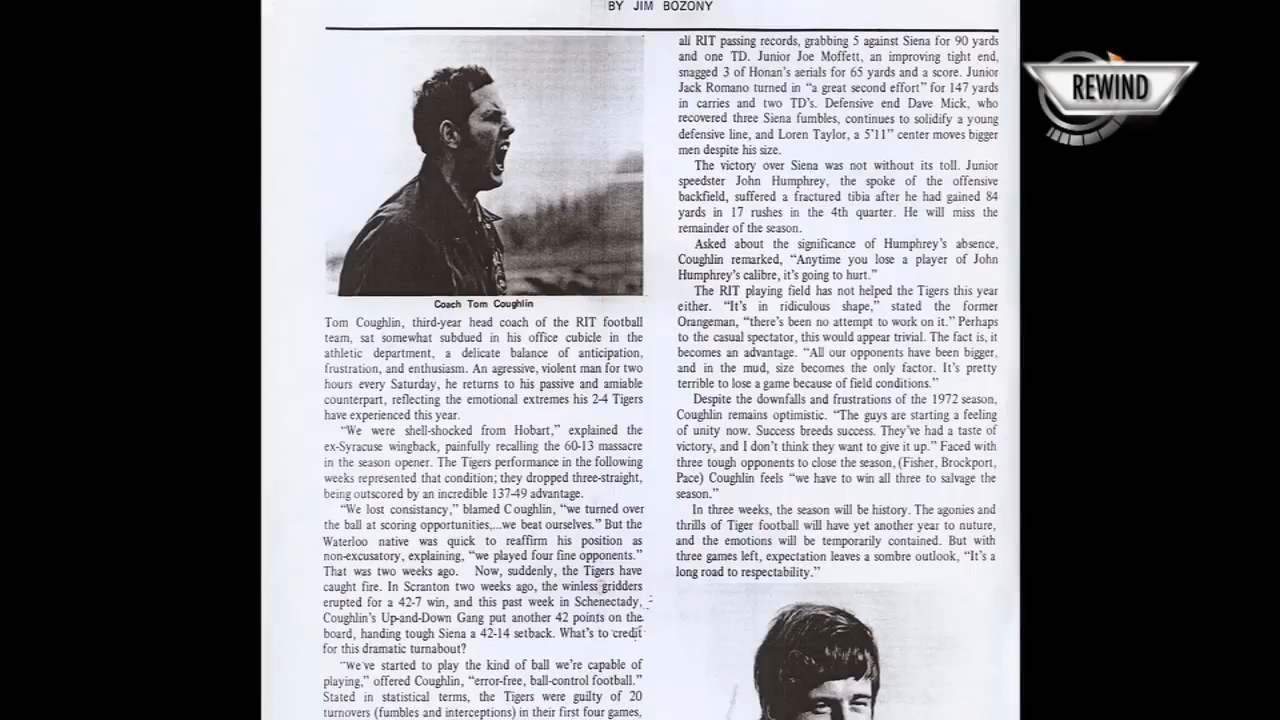 BY JIM BOZONY
REWIND
Coach Tom Coughlin
Tom Coughlin, third-year head coach of the RIT football
team, sat somewhat subdued in his office cubicle in the
athletic department, a delicate balance of anticipation,
frustration, and enthusiasm. An agressive, violent man for two
hours every Saturday, he returns to his passive and amiable
counterpart, reflecting the emotional extremes his 2-4 Tigers
have experienced this year.
"We were shell-shocked from Hobart," explained the
ex-Syracuse wingback, painfully recalling the 60-13 massacre
in the season opener. The Tigers performance in the following
weeks represented that condition; they dropped three-straight,
being outscored by an incredible 137-49 advantage.
"We lost consistancy," blamed Coughlin, "we turned over
the ball at scoring opportunities,...we beat ourselves." But the
Waterloo native was quick to reaffirm his position as
non-excusatory, explaining, "we played four fine opponents."
That was two weeks ago. Now, suddenly, the Tigers have
caught fire. In Scranton two weeks ago, the winless gridders
erupted for a 42-7 win, and this past week in Schenectady,
Coughlin's Up-and-Down Gang put another 42 points on the
board, handing tough Siena a 42-14 setback. What's to credit
for this dramatic turnabout?
"We've started to play the kind of ball we're capable of
playing," offered Coughlin, "error-free, ball-control football."
Stated in statistical terms, the Tigers were guilty of 20
turnovers (fumbles and interceptions) in their first four games,
all RIT passing records, grabbing 5 against Siena for 90 yards
and one TD. Junior Joe Moffett, an improving tight end,
snagged 3 of Honan's aerials for 65 yards and a score. Junior
Jack Romano turned in "a great second effort" for 147 yards
in carries and two TD's. Defensive end Dave Mick, who
recovered three Siena fumbles, continues to solidify a young
defensive line, and Loren Taylor, a 5'11" center moves bigger
men despite his size.
The victory over Siena was not without its toll. Junior
speedster John Humphrey, the spoke of the offensive
backfield, suffered a fractured tibia after he had gained 84
yards in 17 rushes in the 4th quarter. He will miss the
remainder of the season.
Asked about the significance of Humphrey's absence,
Coughlin remarked, "Anytime you lose a player of John
Humphrey's calibre, it's going to hurt."
The RIT playing field has not helped the Tigers this year
either. "It's in ridiculous shape," stated the former
Orangeman, "there's been no attempt to work on it." Perhaps
to the casual spectator, this would appear trivial. The fact is, it
becomes an advantage. "All our opponents have been bigger,
and in the mud, size becomes the only factor. It's pretty
terrible to lose a game because of field conditions."
Despite the downfalls and frustrations of the 1972 season,
Coughlin remains optimistic. "The guys are starting a feeling
of unity now. Success breeds success. They've had a taste of
victory, and I don't think they want to give it up." Faced with
three tough opponents to close the season, (Fisher, Brockport,
Pace) Coughlin feels "we have to win all three to salvage the
season."
In three weeks, the season will be history. The agonies and
thrills of Tiger football will have yet another year to nuture,
and the emotions will be temporarily contained. But with
three games left, expectation leaves a sombre outlook, "It's a
long road to respectability."